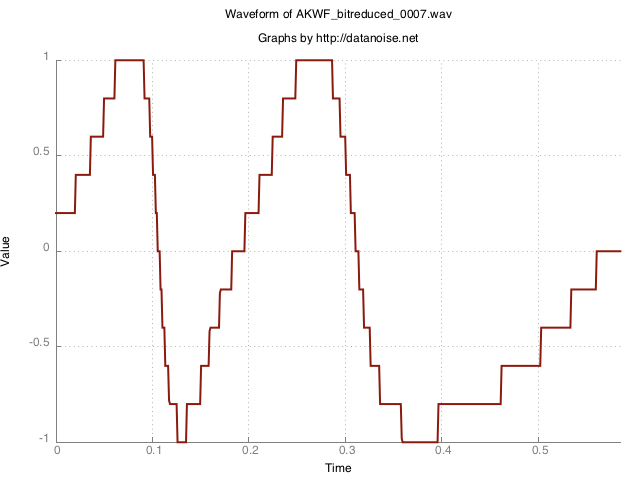 Waveform of AKWF_bitreduced_0007.wav
Graphs by http://datanoise.net
1
0.5
0
-0.5
-1
Value
0 0.1 0.2 0.3 0.4 0.5
Time